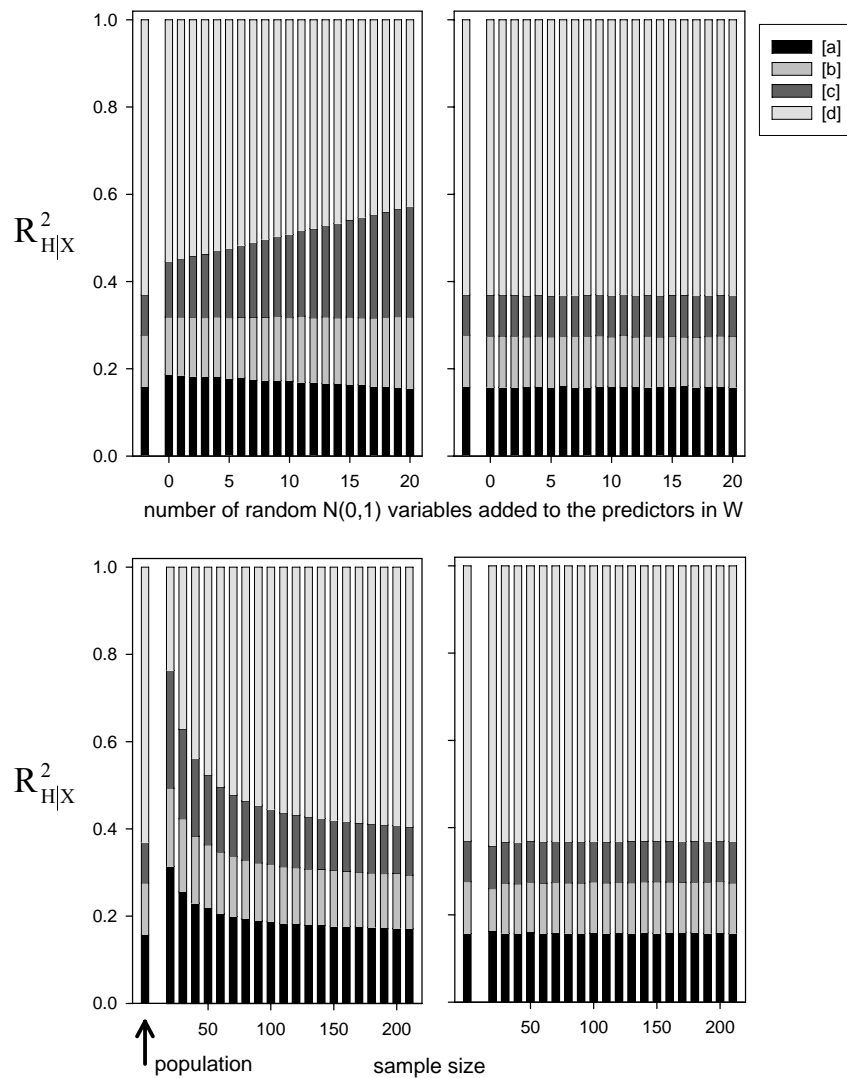 1.0
0.8
0.6
0.4
0.2
0.0
R²H|X
0 5 10 15 20
0 5 10 15 20
number of random N(0,1) variables added to the predictors in W
[a]
[b]
[c]
[d]
1.0
0.8
0.6
0.4
0.2
0.0
R²H|X
50 100 150 200
50 100 150 200
population
sample size